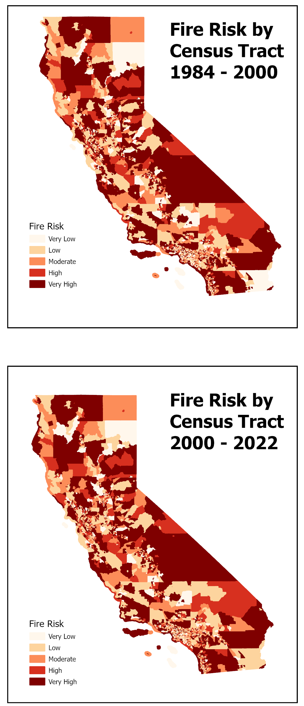 Fire Risk by
Census Tract
1984 - 2000
Fire Risk
Very Low
Low
Moderate
High
Very High
Fire Risk by
Census Tract
2000 - 2022
Fire Risk
Very Low
Low
Moderate
High
Very High